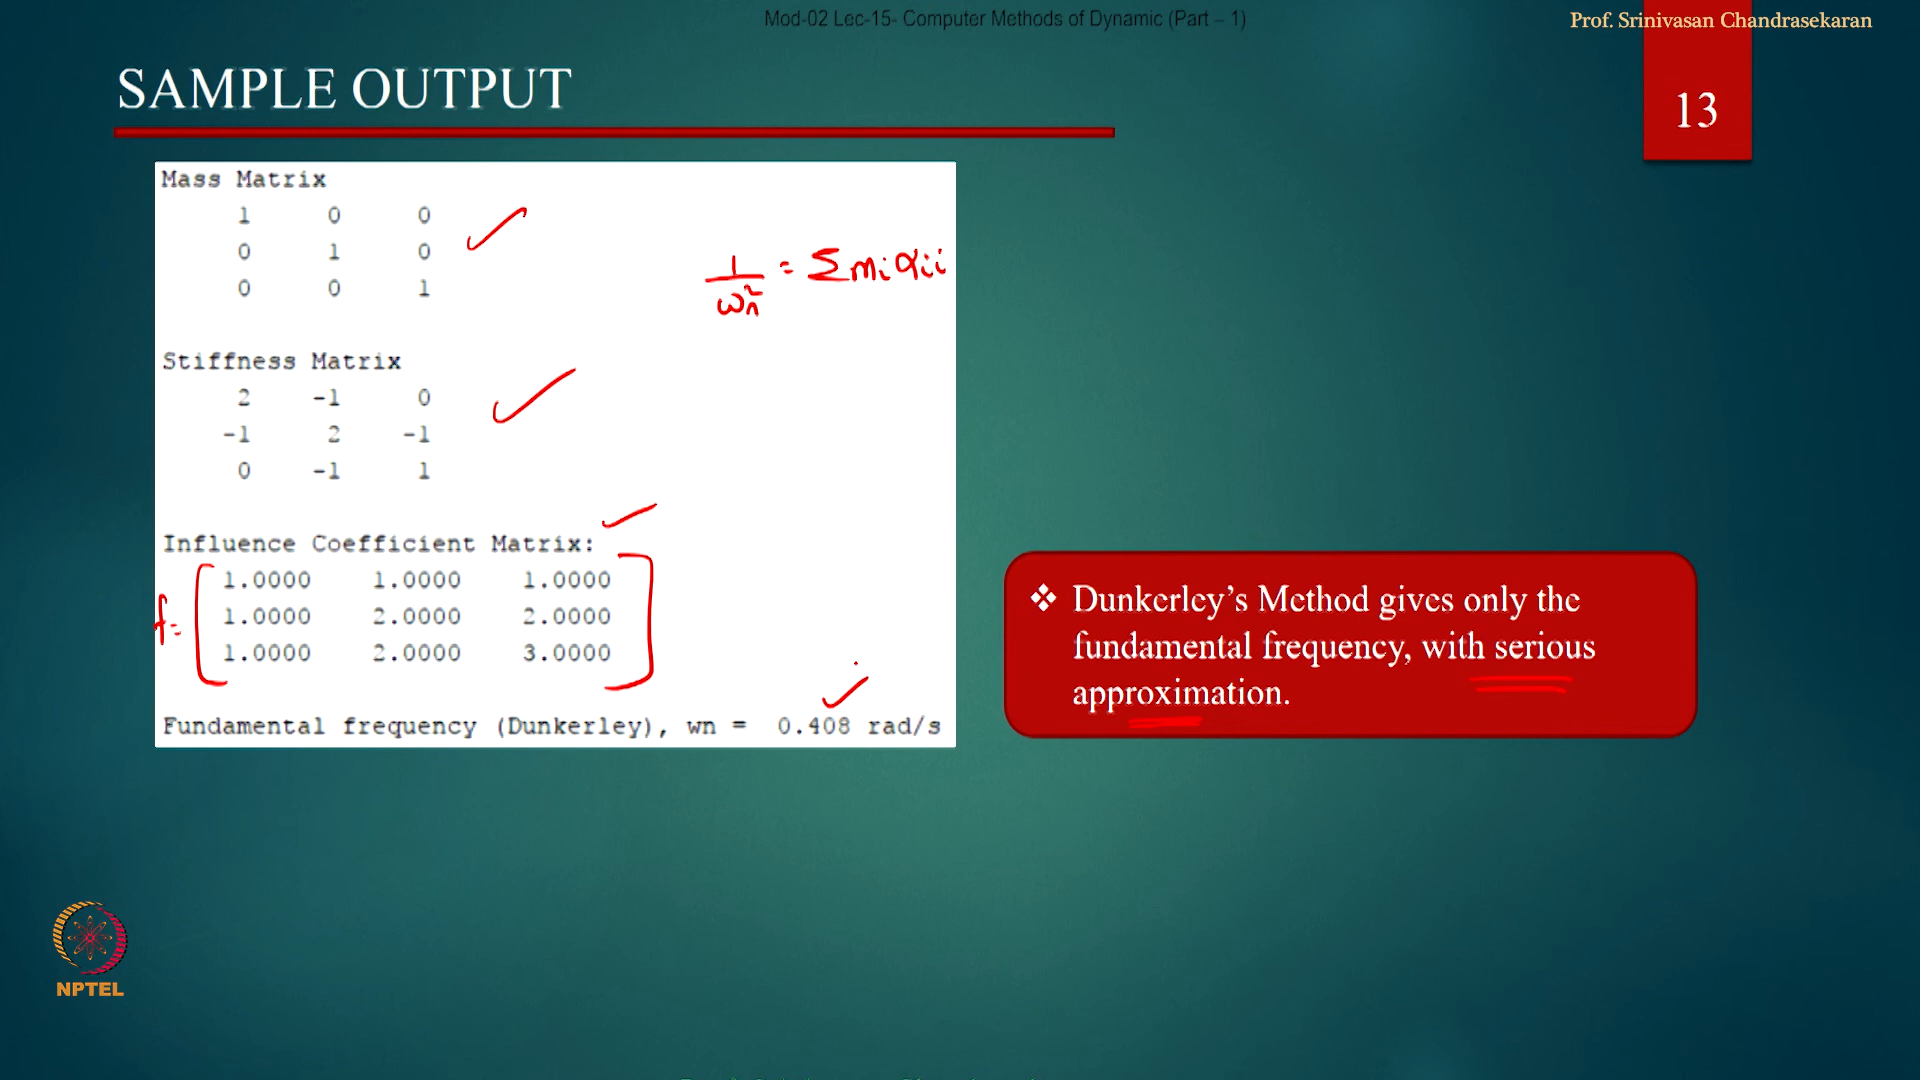 Mod-02 Lec-15- Computer Methods of Dynamic (Part – 1)
Prof. Srinivasan Chandrasekaran
SAMPLE OUTPUT
13
Mass Matrix
1 0 0
0 1 0
0 0 1
1/ωn² = Σ mi αii
Stiffness Matrix
2 -1 0
-1 2 -1
0 -1 1
Influence Coefficient Matrix:
f=
1.0000 1.0000 1.0000
1.0000 2.0000 2.0000
1.0000 2.0000 3.0000
Fundamental frequency (Dunkerley), wn = 0.408 rad/s
❖ Dunkerley's Method gives only the
fundamental frequency, with serious
approximation.
NPTEL